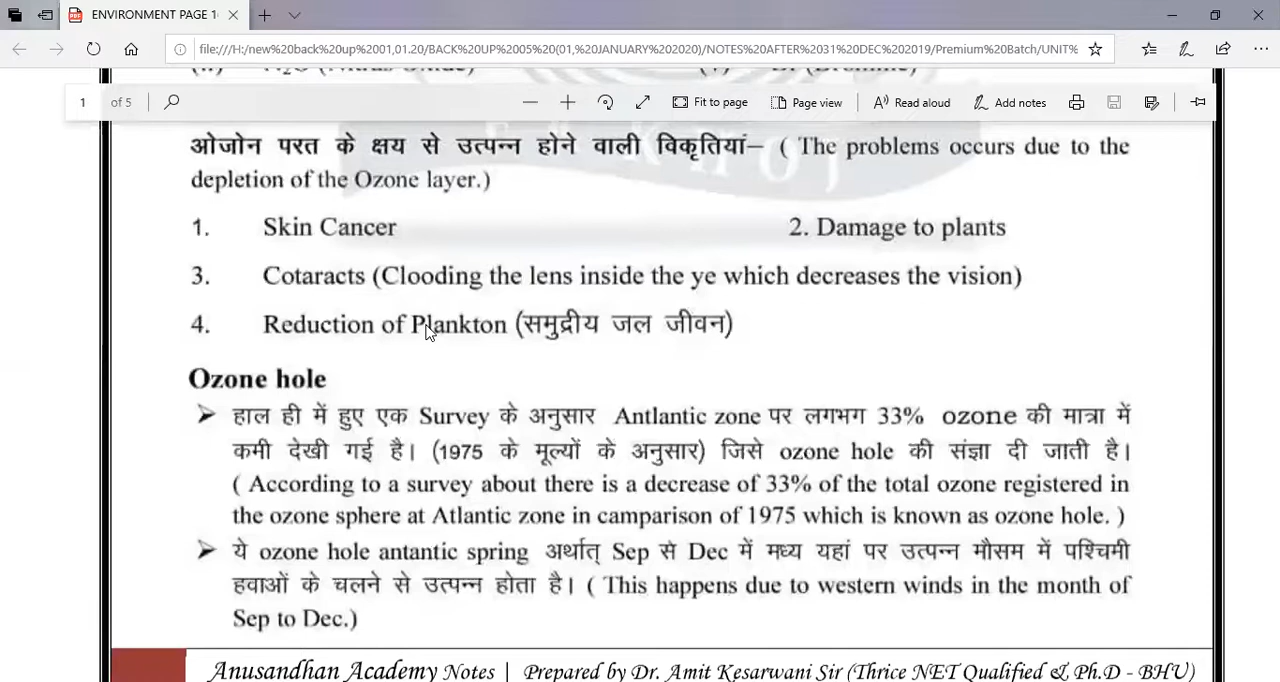 ENVIRONMENT PAGE 1
file:///H:/new%20back%20up%2001,01.20/BACK%20UP%2005%20(01,%20JANUARY%202020)/NOTES%20AFTER%2031%20DEC%202019/Premium%20Batch/UNIT%
1 of 5 Fit to page Page view Read aloud Add notes
ओजोन परत के क्षय से उत्पन्न होने वाली विकृतियां– ( The problems occurs due to the
depletion of the Ozone layer.)
1. Skin Cancer 2. Damage to plants
3. Cotaracts (Clooding the lens inside the ye which decreases the vision)
4. Reduction of Plankton (समुद्रीय जल जीवन)
Ozone hole
➢ हाल ही में हुए एक Survey के अनुसार Antlantic zone पर लगभग 33% ozone की मात्रा में
कमी देखी गई है। (1975 के मूल्यों के अनुसार) जिसे ozone hole की संज्ञा दी जाती है।
( According to a survey about there is a decrease of 33% of the total ozone registered in
the ozone sphere at Atlantic zone in camparison of 1975 which is known as ozone hole. )
➢ ये ozone hole antantic spring अर्थात् Sep से Dec में मध्य यहां पर उत्पन्न मौसम में पश्चिमी
हवाओं के चलने से उत्पन्न होता है। ( This happens due to western winds in the month of
Sep to Dec.)
Anusandhan Academy Notes | Prepared by Dr. Amit Kesarwani Sir (Thrice NET Qualified & Ph.D - BHU)